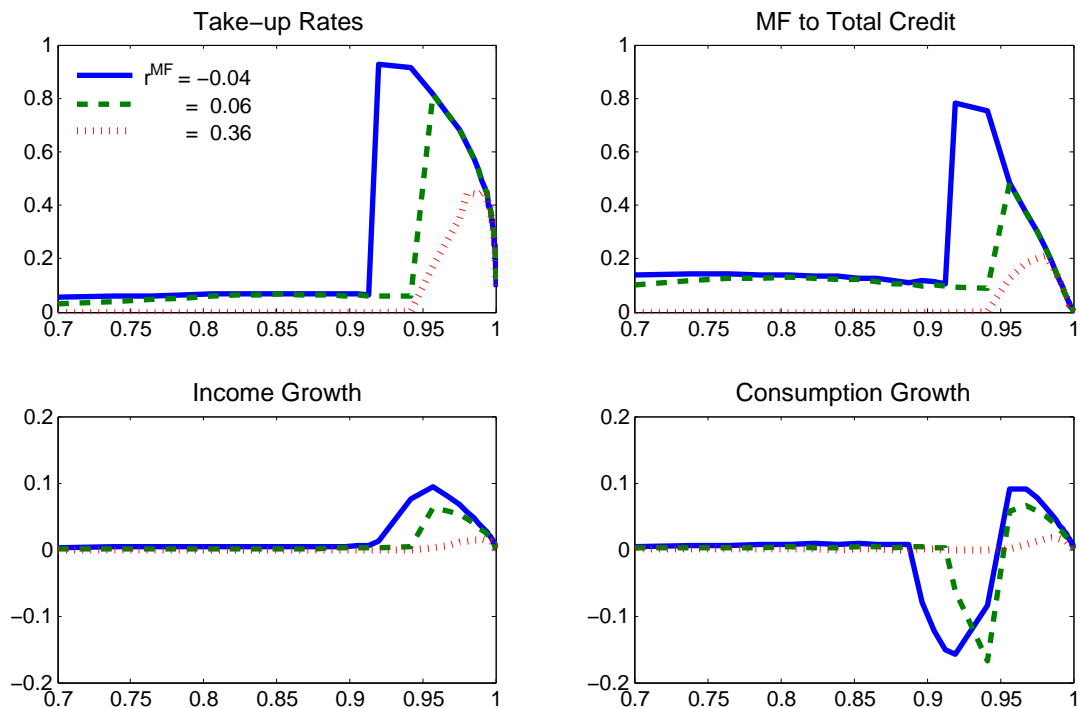 Take−up Rates
MF to Total Credit
1
0.8
0.6
0.4
0.2
0
r^MF = −0.04
= 0.06
= 0.36
0.7 0.75 0.8 0.85 0.9 0.95 1
1
0.8
0.6
0.4
0.2
0
0.7 0.75 0.8 0.85 0.9 0.95 1
Income Growth
Consumption Growth
0.2
0.1
0
−0.1
−0.2
0.7 0.75 0.8 0.85 0.9 0.95 1
0.2
0.1
0
−0.1
−0.2
0.7 0.75 0.8 0.85 0.9 0.95 1